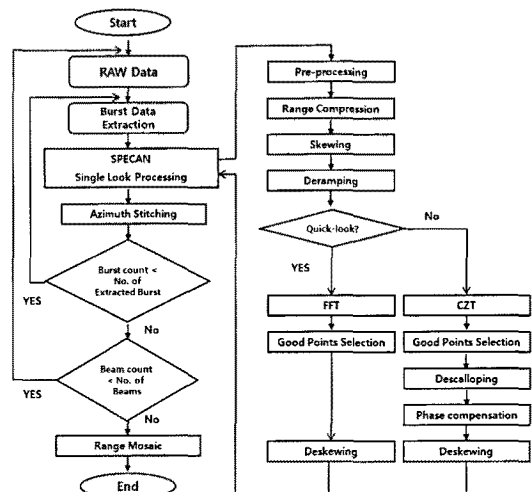 Start
RAW Data
Burst Data
Extraction
SPECAN
Single Look Processing
Azimuth Stitching
Burst count <
No. of
Extracted Burst
YES
No
Beam count
< No. of
Beams
YES
No
Range Mosaic
End
Pre-processing
Range Compression
Skewing
Deramping
Quick-look?
No
YES
FFT
CZT
Good Points Selection
Good Points Selection
Descalloping
Phase compensation
Deskewing
Deskewing